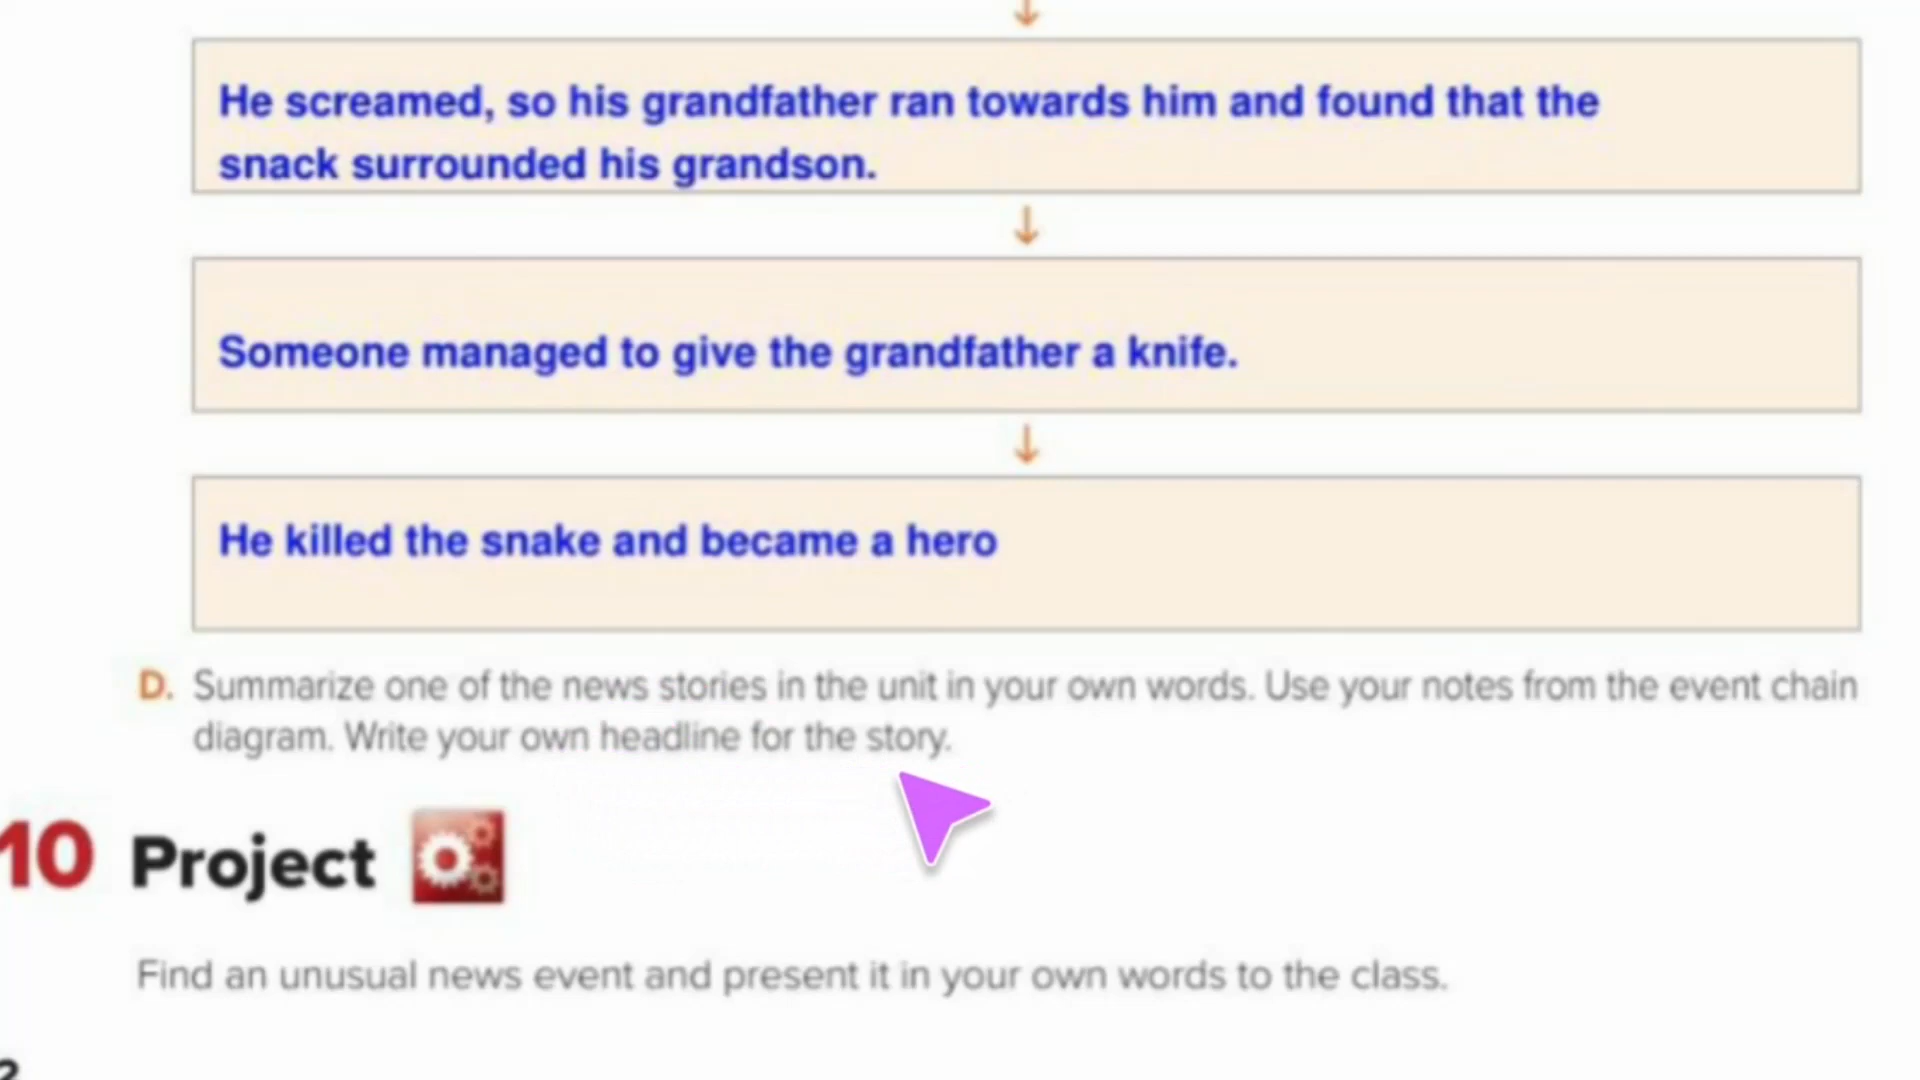 He screamed, so his grandfather ran towards him and found that the
snack surrounded his grandson.
Someone managed to give the grandfather a knife.
He killed the snake and became a hero
D. Summarize one of the news stories in the unit in your own words. Use your notes from the event chain
diagram. Write your own headline for the story.
10 Project
Find an unusual news event and present it in your own words to the class.